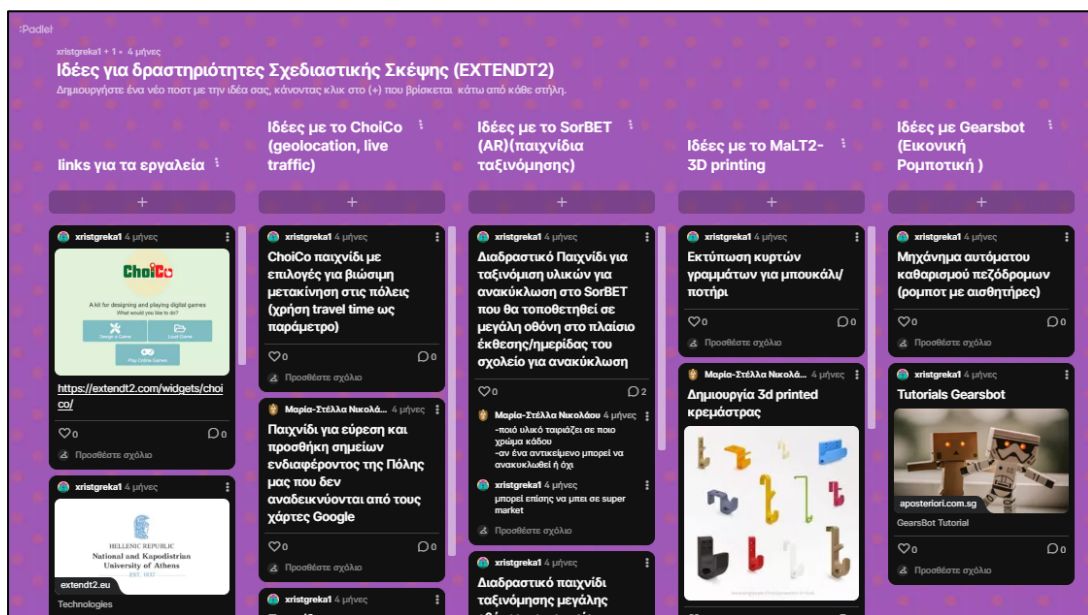 :Padlet
xristgreka1 + 1 • 4 μήνες
Ιδέες για δραστηριότητες Σχεδιαστικής Σκέψης (EXTENDT2)
Δημιουργήστε ένα νέο ποστ με την ιδέα σας, κάνοντας κλικ στο (+) που βρίσκεται κάτω από κάθε στήλη.
links για τα εργαλεία
+
xristgreka1 4 μήνες
ChoiCo
A kit for designing and playing digital games
What would you like to do?
Design a Game
Load Game
Play Online Games
https://extendt2.com/widgets/choi
co/
0
0
Προσθέστε σχόλιο
xristgreka1 4 μήνες
HELLENIC REPUBLIC
National and Kapodistrian
University of Athens
EST. 1837
extendt2.eu
Technologies
Ιδέες με το ChoiCo
(geolocation, live
traffic)
+
xristgreka1 4 μήνες
ChoiCo παιχνίδι με
επιλογές για βιώσιμη
μετακίνηση στις πόλεις
(χρήση travel time ως
παράμετρο)
0
0
Προσθέστε σχόλιο
Μαρία-Στέλλα Νικολά... 4 μήνες
Παιχνίδι για εύρεση και
προσθήκη σημείων
ενδιαφέροντος της Πόλης
μας που δεν
αναδεικνύονται από τους
χάρτες Google
0
0
Προσθέστε σχόλιο
xristgreka1 4 μήνες
Ιδέες με το SorBET
(AR)(παιχνίδια
ταξινόμησης)
+
xristgreka1 4 μήνες
Διαδραστικό Παιχνίδι για
ταξινόμιση υλικών για
ανακύκλωση στο SorBET
που θα τοποθετηθεί σε
μεγάλη οθόνη στο πλαίσιο
έκθεσης/ημερίδας του
σχολείο για ανακύκλωση
0
2
Μαρία-Στέλλα Νικολάου 4 μήνες
-ποιό υλικό ταιριάζει σε ποιο
χρώμα κάδου
-αν ένα αντικείμενο μπορεί να
ανακυκλωθεί ή όχι
xristgreka1 4 μήνες
μπορεί επίσης να μπει σε super
market
Προσθέστε σχόλιο
xristgreka1 4 μήνες
Διαδραστικό παιχνίδι
ταξινόμησης μεγάλης
Ιδέες με το MaLT2-
3D printing
+
xristgreka1 4 μήνες
Εκτύπωση κυρτών
γραμμάτων για μπουκάλι/
ποτήρι
0
0
Προσθέστε σχόλιο
Μαρία-Στέλλα Νικολά... 4 μήνες
Δημιουργία 3d printed
κρεμάστρας
Ιδέες με Gearsbot
(Εικονική
Ρομποτική )
+
xristgreka1 4 μήνες
Μηχάνημα αυτόματου
καθαρισμού πεζόδρομων
(ρομποτ με αισθητήρες)
0
0
Προσθέστε σχόλιο
xristgreka1 4 μήνες
Tutorials Gearsbot
aposteriori.com.sg
GearsBot Tutorial
0
0
Προσθέστε σχόλιο